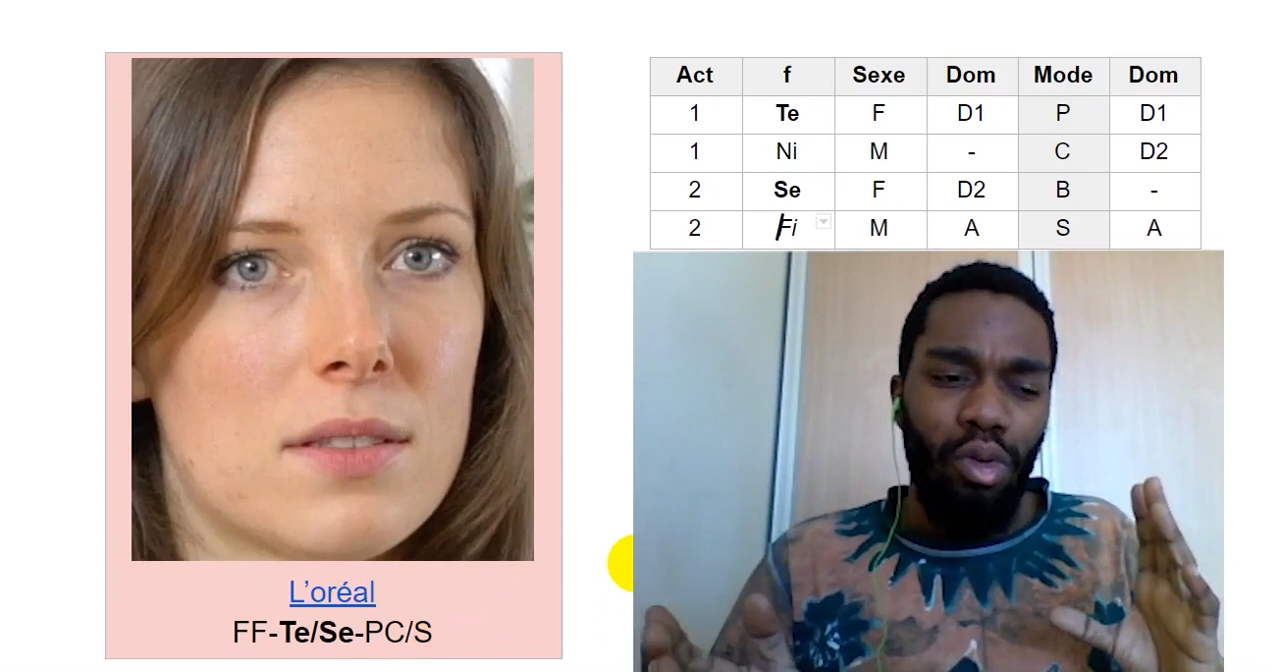 L’oréal
FF-Te/Se-PC/S
Act f Sexe Dom Mode Dom
1 Te F D1 P D1
1 Ni M - C D2
2 Se F D2 B -
2 Fi M A S A